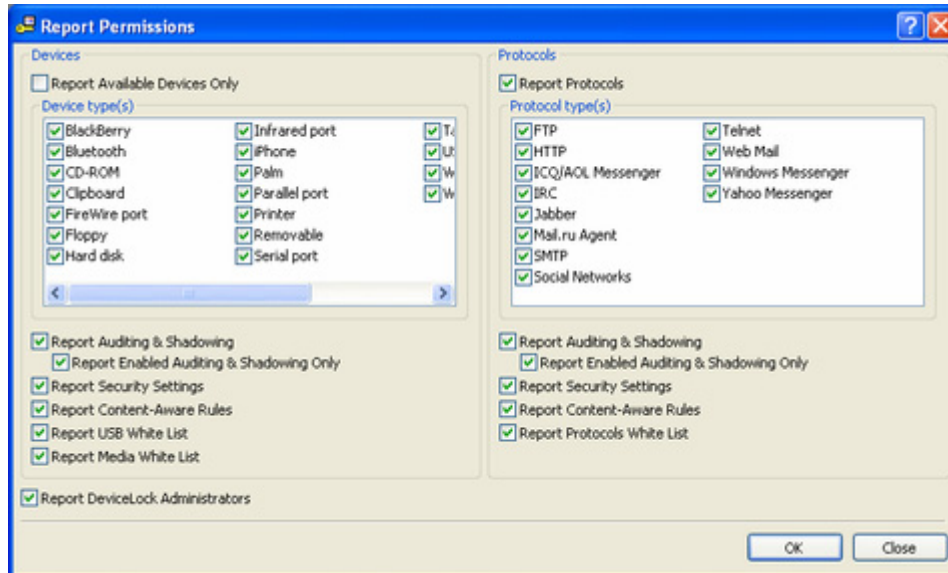 Report Permissions
Devices
Report Available Devices Only
Device type(s)
BlackBerry
Bluetooth
CD-ROM
Clipboard
FireWire port
Floppy
Hard disk
Infrared port
iPhone
Palm
Parallel port
Printer
Removable
Serial port
Report Auditing & Shadowing
Report Enabled Auditing & Shadowing Only
Report Security Settings
Report Content-Aware Rules
Report USB White List
Report Media White List
Protocols
Report Protocols
Protocol type(s)
FTP
HTTP
ICQ/AOL Messenger
IRC
Jabber
Mail.ru Agent
SMTP
Social Networks
Telnet
Web Mail
Windows Messenger
Yahoo Messenger
Report Auditing & Shadowing
Report Enabled Auditing & Shadowing Only
Report Security Settings
Report Content-Aware Rules
Report Protocols White List
Report DeviceLock Administrators
OK
Close